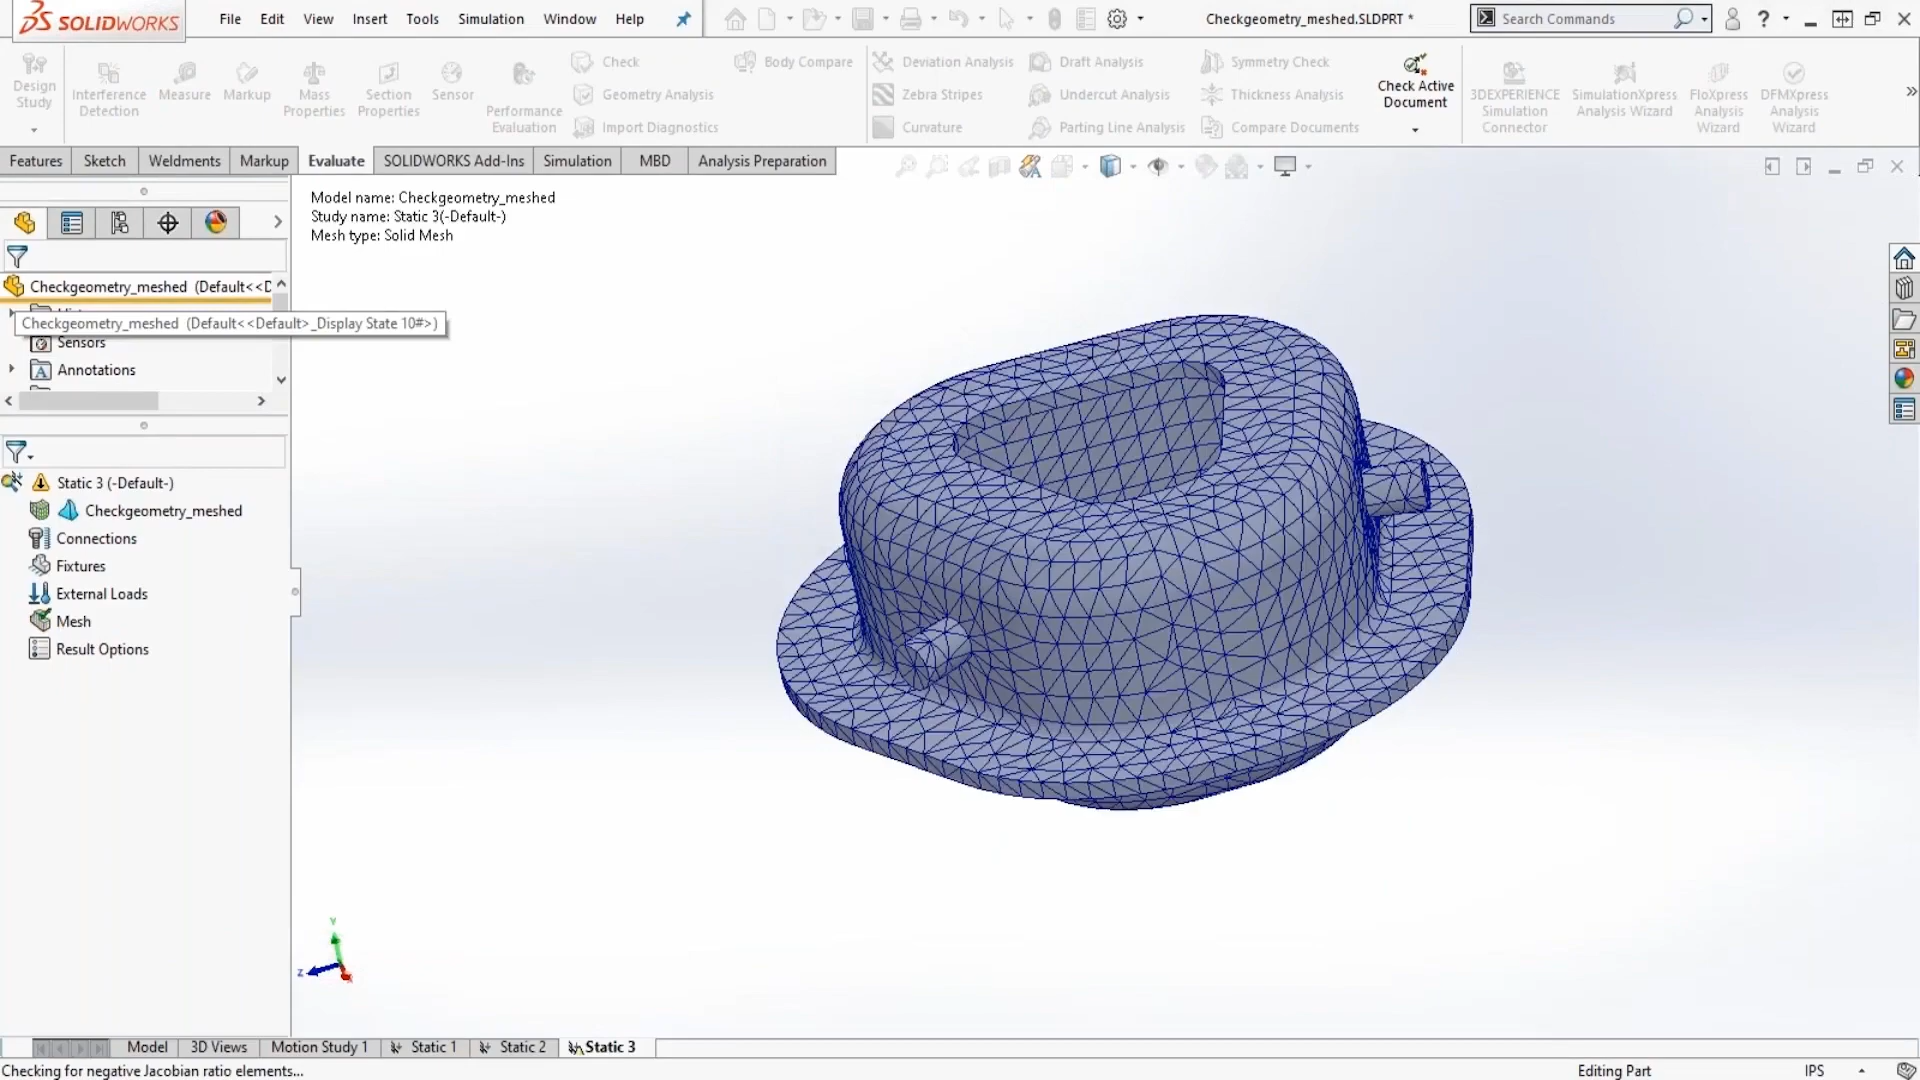 SOLIDWORKS
File Edit View Insert Tools Simulation Window Help
Checkgeometry_meshed.SLDPRT *
Search Commands
Design Study
Interference Detection
Measure
Markup
Mass Properties
Section Properties
Sensor
Performance Evaluation
Check
Geometry Analysis
Import Diagnostics
Body Compare
Deviation Analysis
Zebra Stripes
Curvature
Draft Analysis
Undercut Analysis
Parting Line Analysis
Symmetry Check
Thickness Analysis
Compare Documents
Check Active Document
3DEXPERIENCE Simulation Connector
SimulationXpress Analysis Wizard
FloXpress Analysis Wizard
DFMXpress Analysis Wizard
Features Sketch Weldments Markup Evaluate SOLIDWORKS Add-Ins Simulation MBD Analysis Preparation
Model name: Checkgeometry_meshed
Study name: Static 3(-Default-)
Mesh type: Solid Mesh
Checkgeometry_meshed (Default<<D
Checkgeometry_meshed (Default<<Default>_Display State 10#>)
Sensors
Annotations
Static 3 (-Default-)
Checkgeometry_meshed
Connections
Fixtures
External Loads
Mesh
Result Options
Y
Z
Model 3D Views Motion Study 1 Static 1 Static 2 Static 3
Checking for negative Jacobian ratio elements...
Editing Part
IPS